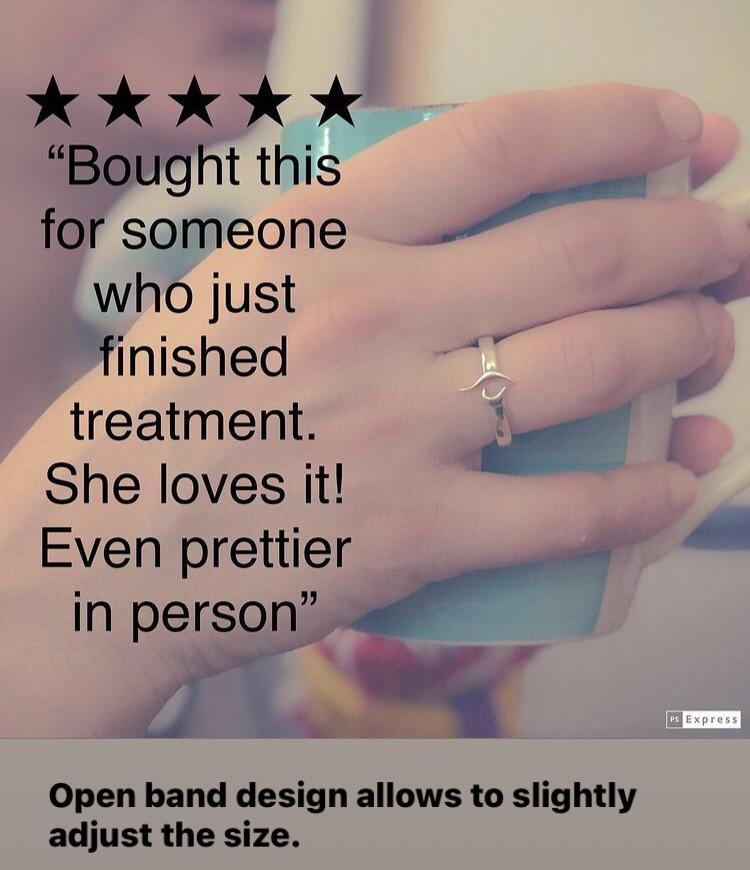 ★★★★★
“Bought this
for someone
who just
finished
treatment.
She loves it!
Even prettier
in person”
PS Express
Open band design allows to slightly
adjust the size.